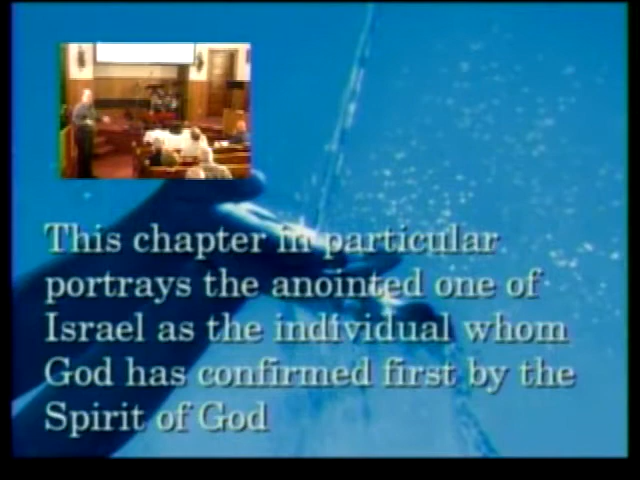 This chapter in particular
portrays the anointed one of
Israel as the individual whom
God has confirmed first by the
Spirit of God